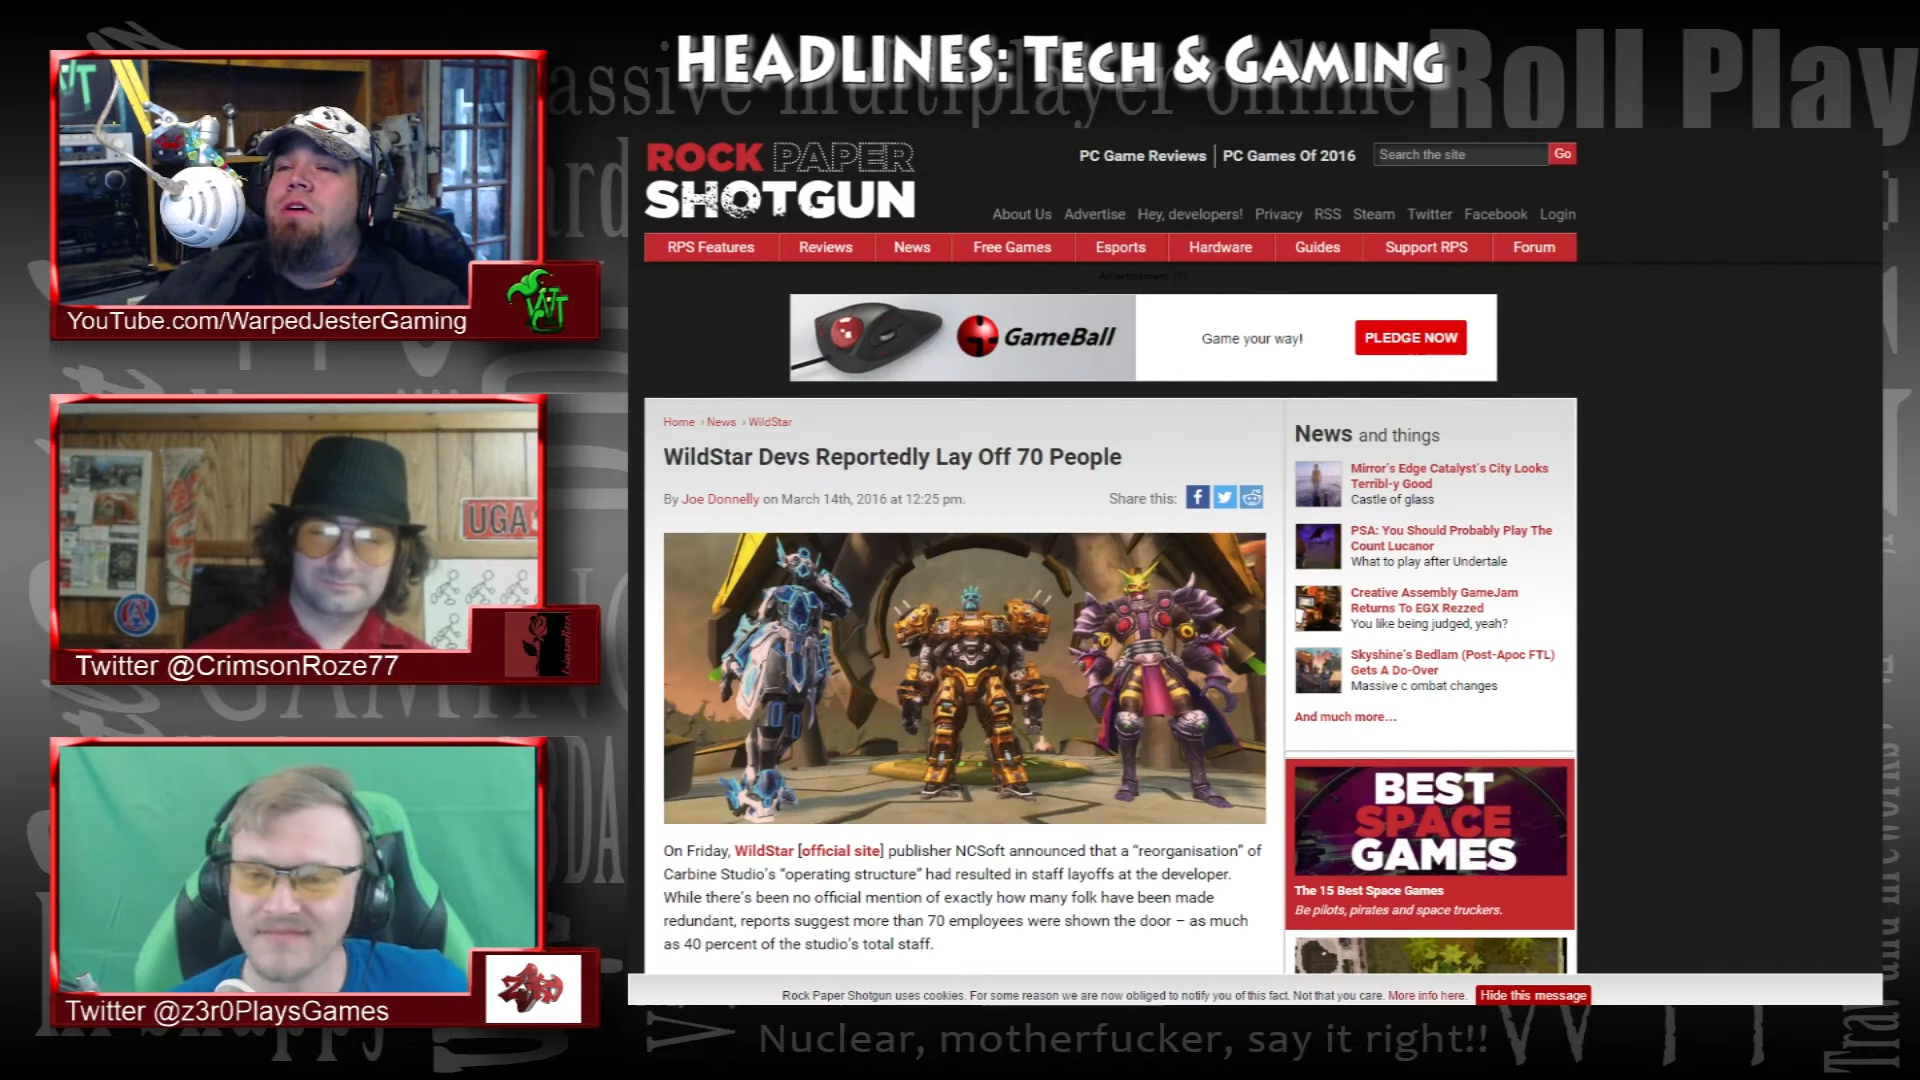 HEADLINES: TECH & GAMING
assive multiplayer online
Roll Play
YouTube.com/WarpedJesterGaming
UGA
Twitter @CrimsonRoze77
Twitter @z3r0PlaysGames
ROCK PAPER
SHOTGUN
PC Game Reviews
PC Games Of 2016
Search the site
Go
About Us
Advertise
Hey, developers!
Privacy
RSS
Steam
Twitter
Facebook
Login
RPS Features
Reviews
News
Free Games
Esports
Hardware
Guides
Support RPS
Forum
GameBall
Game your way!
PLEDGE NOW
Home › News › WildStar
WildStar Devs Reportedly Lay Off 70 People
By Joe Donnelly on March 14th, 2016 at 12:25 pm.
Share this:
On Friday, WildStar [official site] publisher NCSoft announced that a “reorganisation” of
Carbine Studio’s “operating structure” had resulted in staff layoffs at the developer.
While there’s been no official mention of exactly how many folk have been made
redundant, reports suggest more than 70 employees were shown the door – as much
as 40 percent of the studio’s total staff.
News and things
Mirror’s Edge Catalyst’s City Looks
Terribl-y Good
Castle of glass
PSA: You Should Probably Play The
Count Lucanor
What to play after Undertale
Creative Assembly GameJam
Returns To EGX Rezzed
You like being judged, yeah?
Skyshine’s Bedlam (Post-Apoc FTL)
Gets A Do-Over
Massive c ombat changes
And much more...
BEST
SPACE
GAMES
The 15 Best Space Games
Be pilots, pirates and space truckers.
Rock Paper Shotgun uses cookies. For some reason we are now obliged to notify you of this fact. Not that you care. More info here.
Hide this message
Nuclear, motherfucker, say it right!!